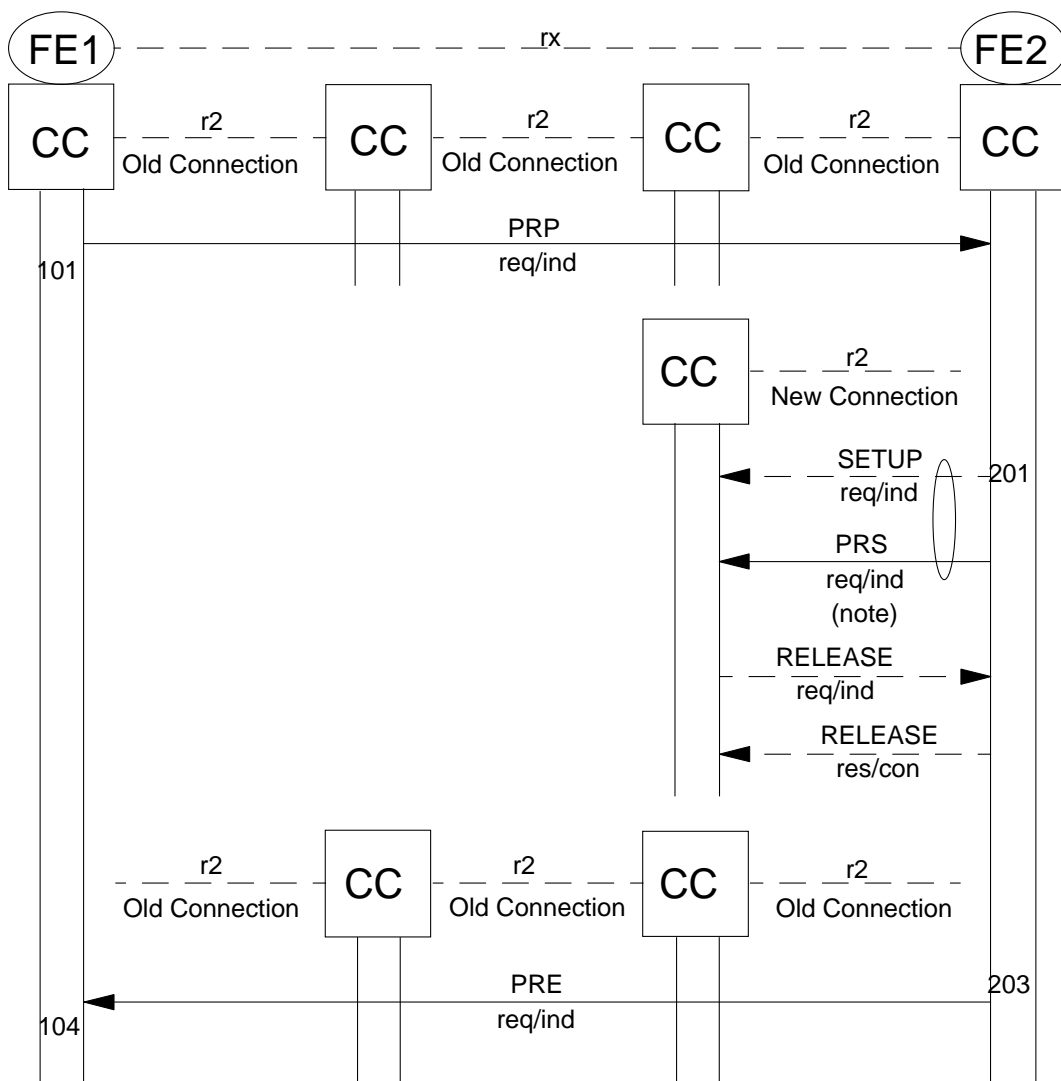 FE1
rx
FE2
CC
r2
CC
r2
CC
r2
CC
Old Connection
Old Connection
Old Connection
PRP
101
req/ind
CC
r2
New Connection
SETUP
201
req/ind
PRS
req/ind
(note)
RELEASE
req/ind
RELEASE
res/con
r2
CC
r2
CC
r2
Old Connection
Old Connection
Old Connection
PRE
203
104
req/ind